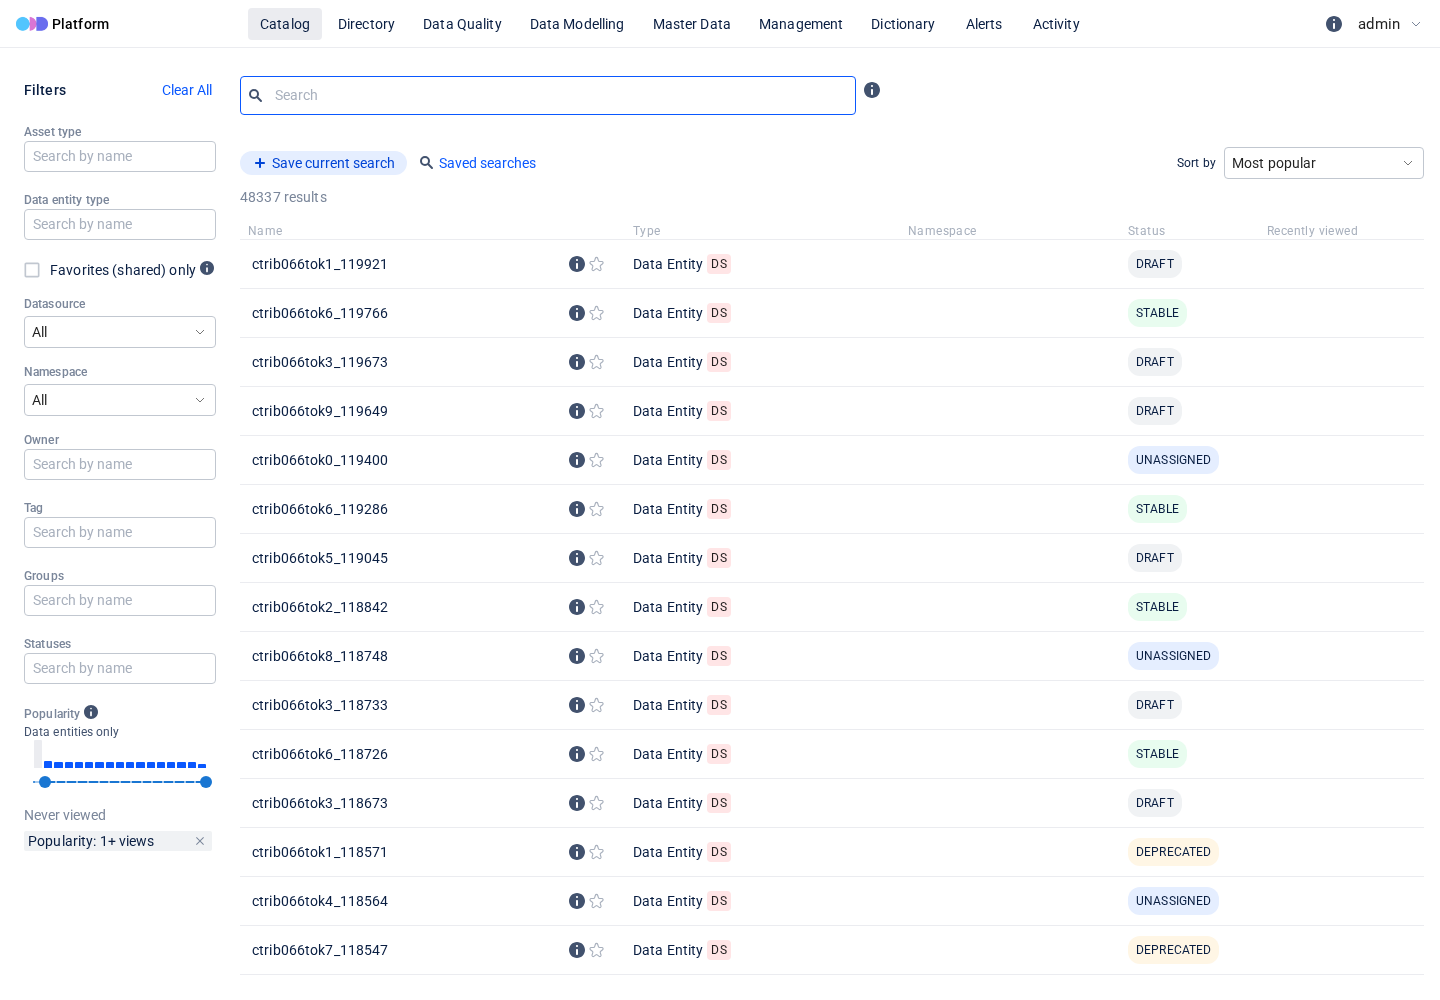 Platform
Catalog
Directory
Data Quality
Data Modelling
Master Data
Management
Dictionary
Alerts
Activity
admin
Filters
Clear All
Asset type
Search by name
Data entity type
Search by name
Favorites (shared) only
Datasource
All
Namespace
All
Owner
Search by name
Tag
Search by name
Groups
Search by name
Statuses
Search by name
Popularity
Data entities only
Never viewed
Popularity: 1+ views
Search
Save current search
Saved searches
Sort by
Most popular
48337 results
Name Type Namespace Status Recently viewed
ctrib066tok1_119921 Data Entity DS DRAFT
ctrib066tok6_119766 Data Entity DS STABLE
ctrib066tok3_119673 Data Entity DS DRAFT
ctrib066tok9_119649 Data Entity DS DRAFT
ctrib066tok0_119400 Data Entity DS UNASSIGNED
ctrib066tok6_119286 Data Entity DS STABLE
ctrib066tok5_119045 Data Entity DS DRAFT
ctrib066tok2_118842 Data Entity DS STABLE
ctrib066tok8_118748 Data Entity DS UNASSIGNED
ctrib066tok3_118733 Data Entity DS DRAFT
ctrib066tok6_118726 Data Entity DS STABLE
ctrib066tok3_118673 Data Entity DS DRAFT
ctrib066tok1_118571 Data Entity DS DEPRECATED
ctrib066tok4_118564 Data Entity DS UNASSIGNED
ctrib066tok7_118547 Data Entity DS DEPRECATED